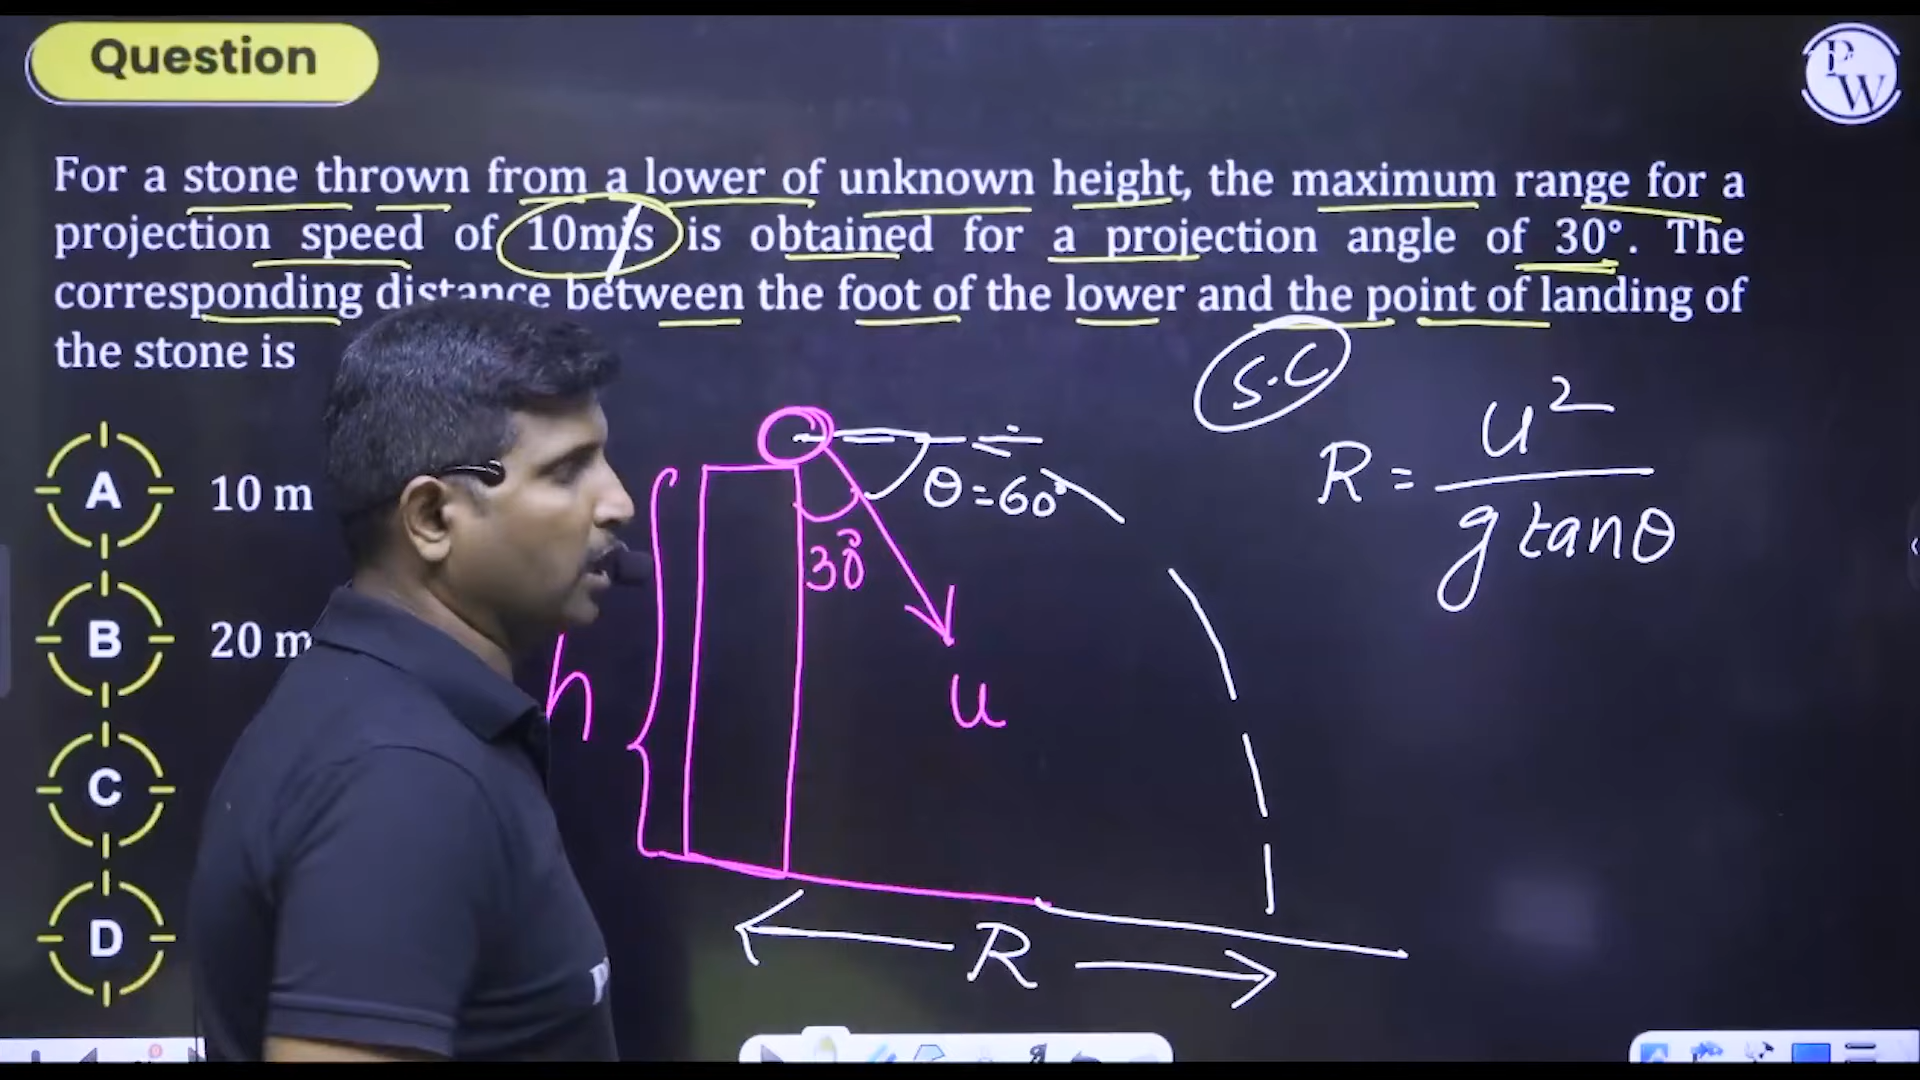 Question
PW
For a stone thrown from a lower of unknown height, the maximum range for a
projection speed of 10m/s is obtained for a projection angle of 30°. The
corresponding distance between the foot of the lower and the point of landing of
the stone is
S.C
R = u²
g tanθ
θ=60°
30°
A 10 m
B 20 m
h
u
C
D
R